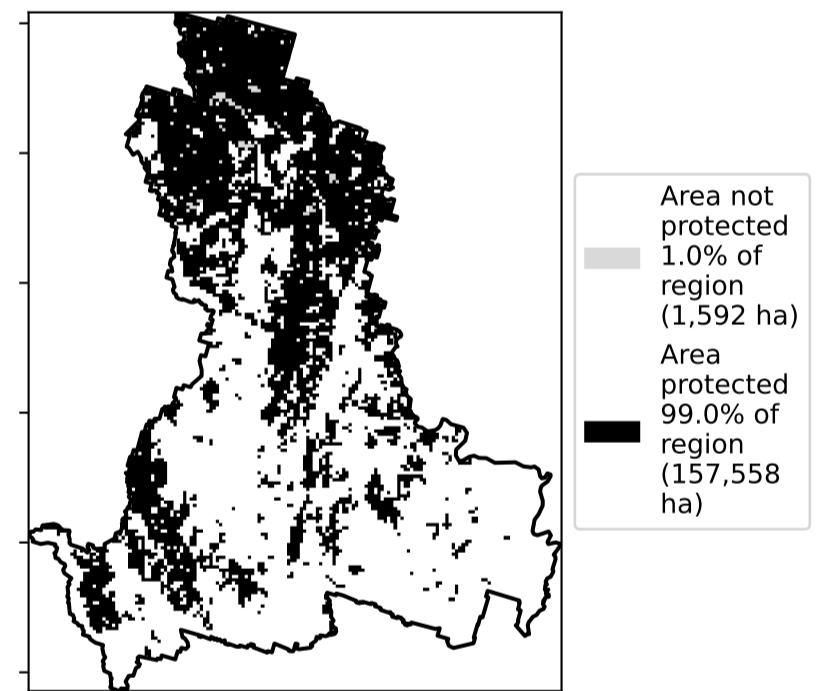 Area not
protected
1.0% of
region
(1,592 ha)
Area
protected
99.0% of
region
(157,558
ha)